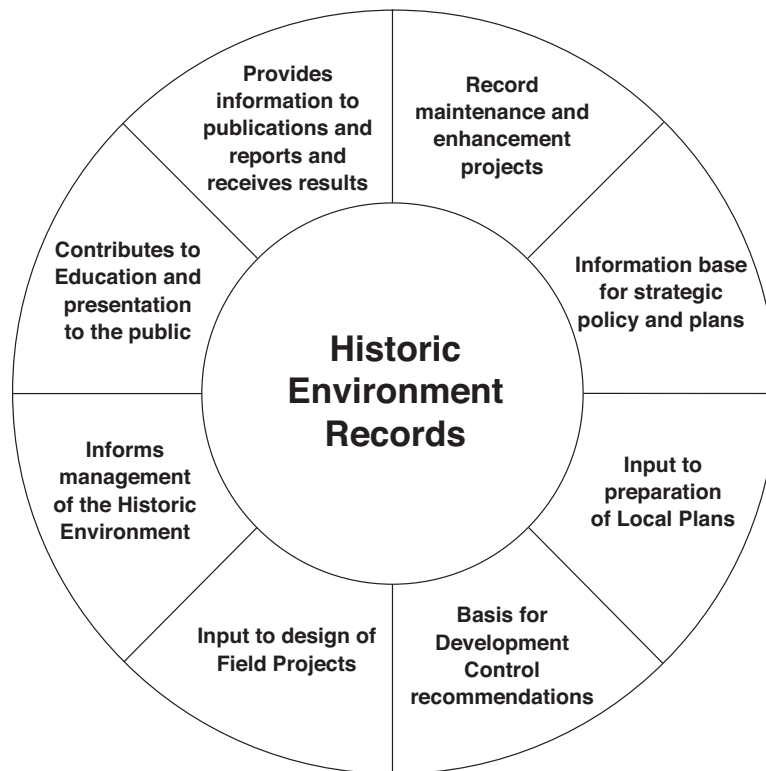 Provides
information to
publications and
reports and
receives results
Record
maintenance and
enhancement
projects
Information base
for strategic
policy and plans
Input to
preparation
of Local Plans
Basis for
Development
Control
recommendations
Input to design of
Field Projects
Informs
management
of the Historic
Environment
Contributes to
Education and
presentation
to the public
Historic
Environment
Records